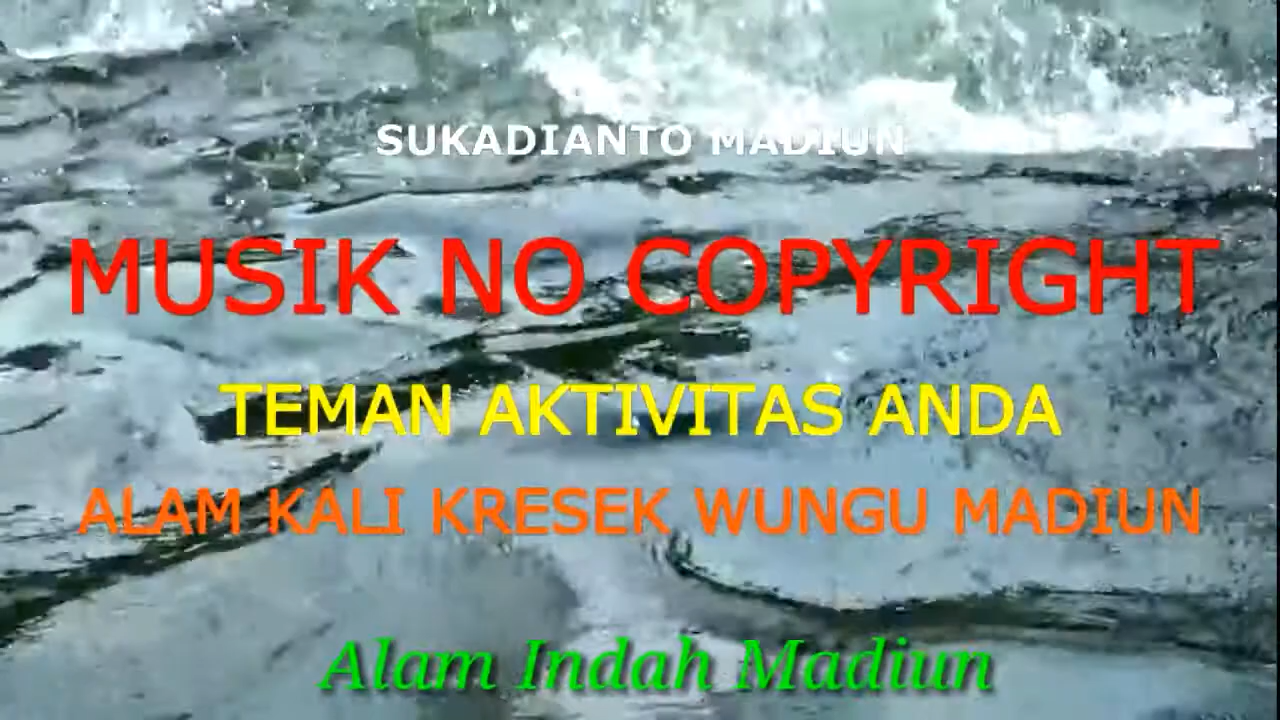 SUKADIANTO MADIUN
MUSIK NO COPYRIGHT
TEMAN AKTIVITAS ANDA
ALAM KALI KRESEK WUNGU MADIUN
Alam Indah Madiun